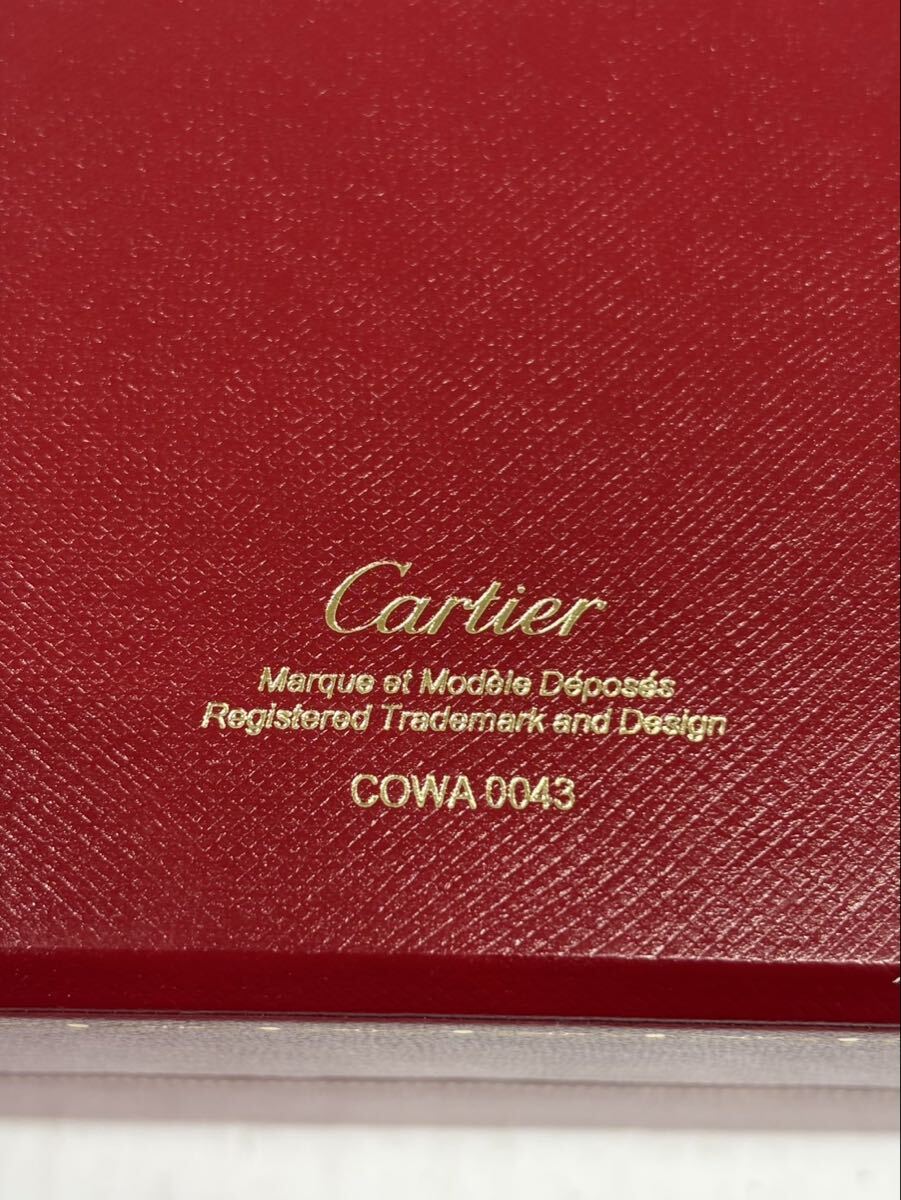 Cartier
Marque et Modèle Déposés
Registered Trademark and Design
COWA 0043